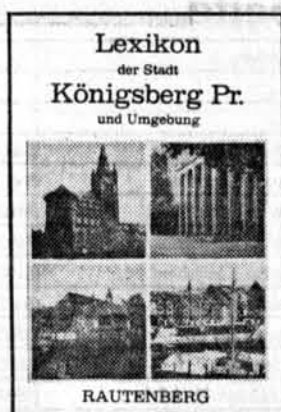 Lexikon
der Stadt
Königsberg Pr.
und Umgebung
RAUTENBERG